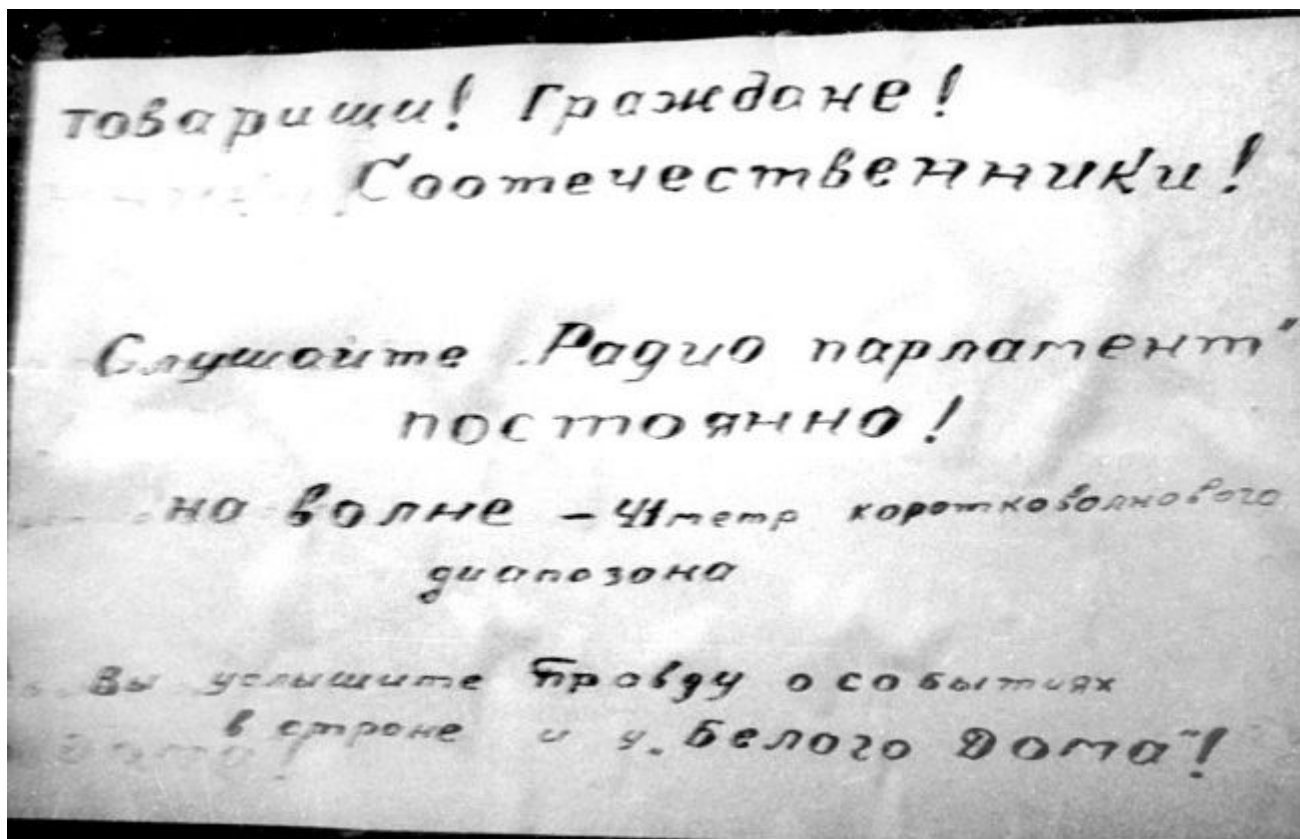 товарищи! Граждане!
Соотечественники!
Слушайте „Радио парламент"
постоянно!
на волне – 41 метр коротковолнового
диапозона
Вы услышите Правду о событиях
в стране и у „Белого Дома"!